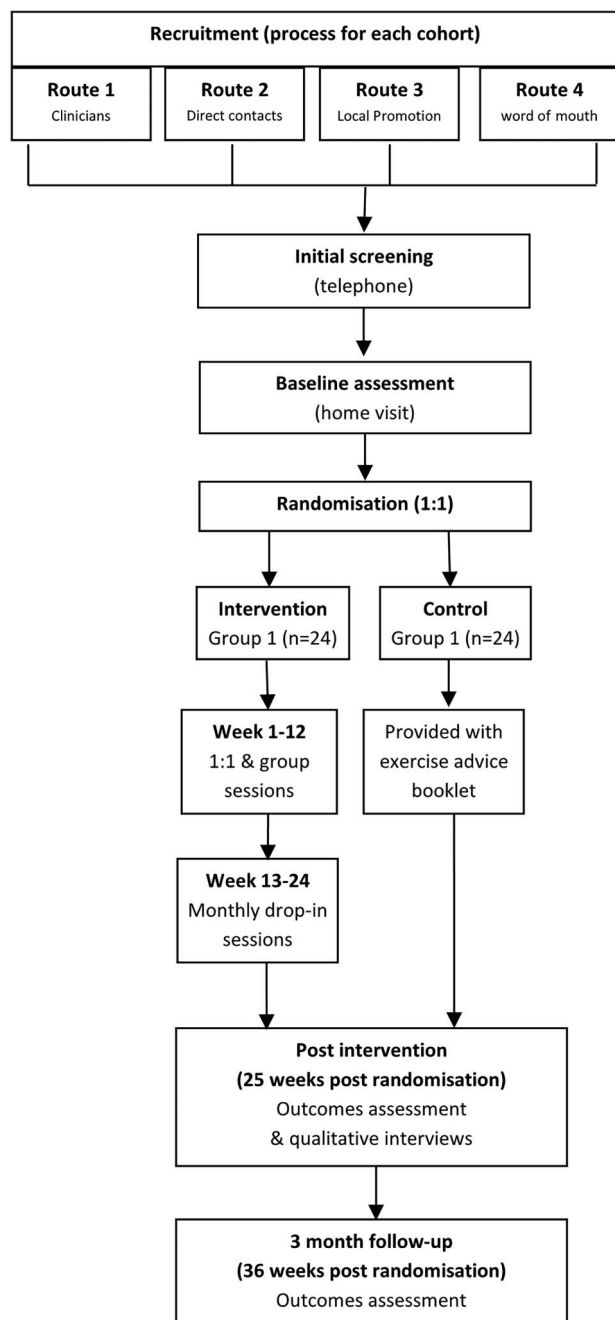 Recruitment (process for each cohort)
Route 1
Clinicians
Route 2
Direct contacts
Route 3
Local Promotion
Route 4
word of mouth
Initial screening
(telephone)
Baseline assessment
(home visit)
Randomisation (1:1)
Intervention
Group 1 (n=24)
Control
Group 1 (n=24)
Week 1-12
1:1 & group
sessions
Provided with
exercise advice
booklet
Week 13-24
Monthly drop-in
sessions
Post intervention
(25 weeks post randomisation)
Outcomes assessment
& qualitative interviews
3 month follow-up
(36 weeks post randomisation)
Outcomes assessment